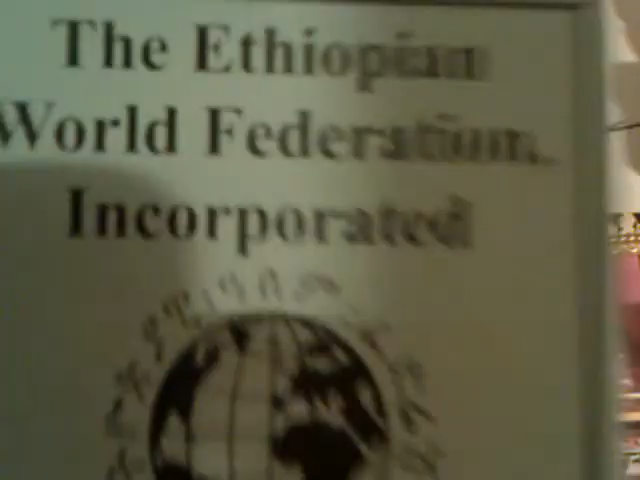 The Ethiopian
World Federation,
Incorporated